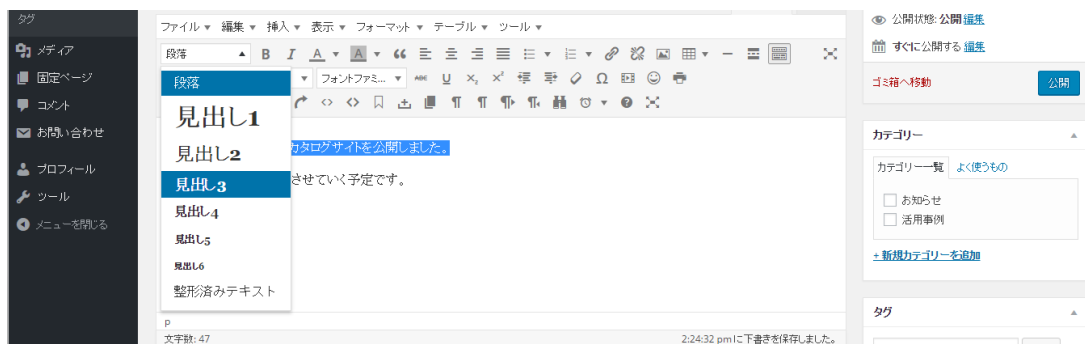 タグ
メディア
固定ページ
コメント
お問い合わせ
プロフィール
ツール
メニューを閉じる
ファイル 編集 挿入 表示 フォーマット テーブル ツール
段落
B I A A
フォントファミ... ABC U X₂ X² Ω
段落
見出し1
見出し2
見出し3
見出し4
見出し5
見出し6
整形済みテキスト
カタログサイトを公開しました。
させていく予定です。
p
文字数: 47
2:24:32 pm に下書きを保存しました。
公開状態: 公開 編集
すぐに公開する 編集
ゴミ箱へ移動
公開
カテゴリー
カテゴリー一覧 よく使うもの
お知らせ
活用事例
+ 新規カテゴリーを追加
タグ